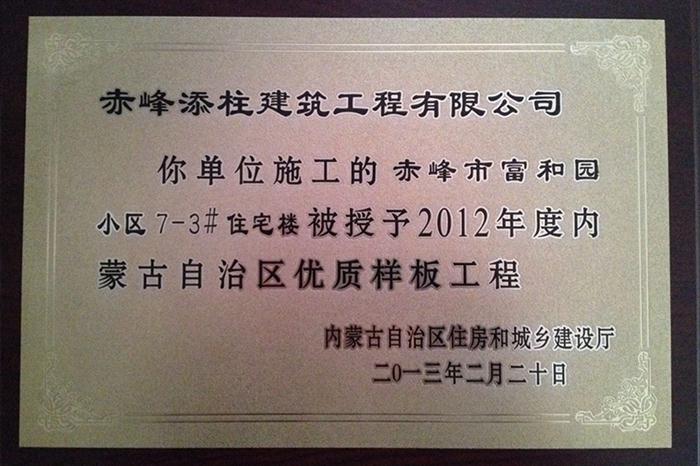 赤峰添柱建筑工程有限公司
你单位施工的 赤峰市富和园
小区 7-3# 住宅楼 被授予2012年度内
蒙古自治区优质样板工程
内蒙古自治区住房和城乡建设厅
二〇一三年二月二十日